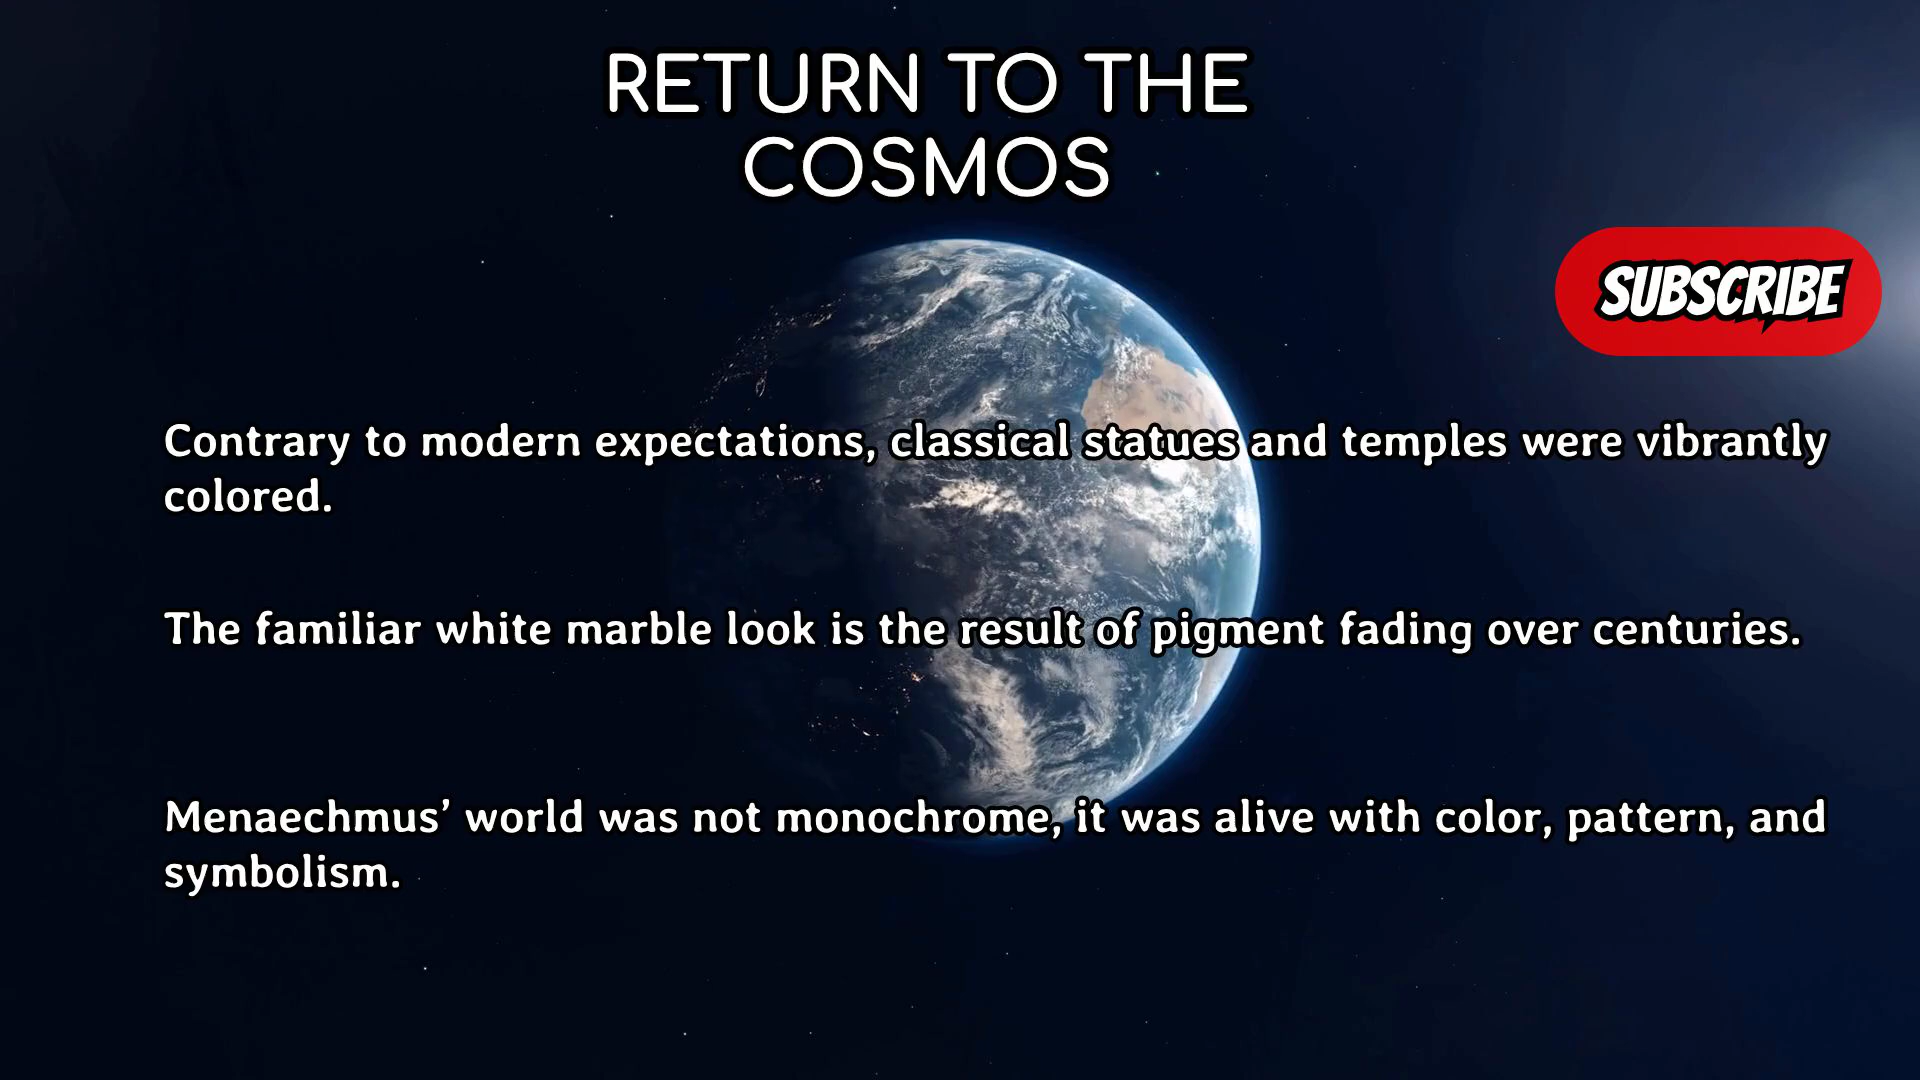 RETURN TO THE
COSMOS
SUBSCRIBE
Contrary to modern expectations, classical statues and temples were vibrantly
colored.
The familiar white marble look is the result of pigment fading over centuries.
Menaechmus’ world was not monochrome, it was alive with color, pattern, and
symbolism.